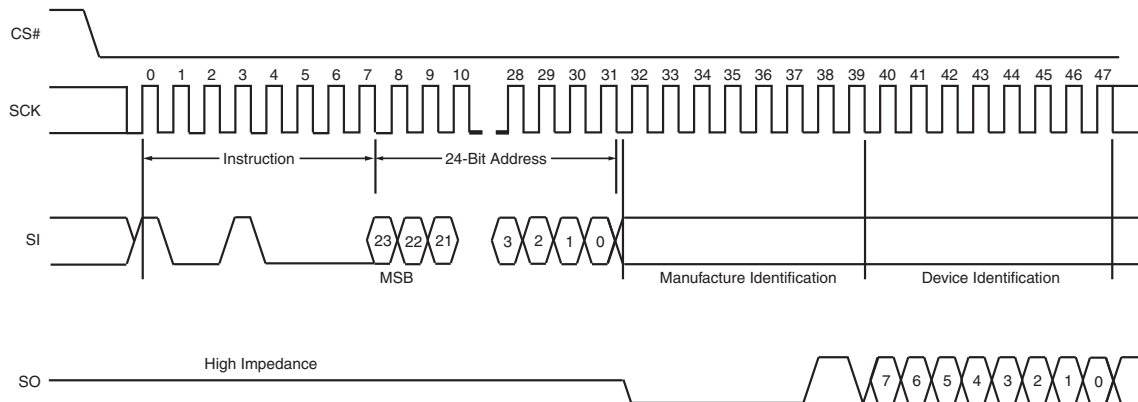 CS#
0 1 2 3 4 5 6 7 8 9 10 28 29 30 31 32 33 34 35 36 37 38 39 40 41 42 43 44 45 46 47
SCK
Instruction 24-Bit Address
SI 23 22 21 3 2 1 0
MSB Manufacture Identification Device Identification
High Impedance
SO 7 6 5 4 3 2 1 0